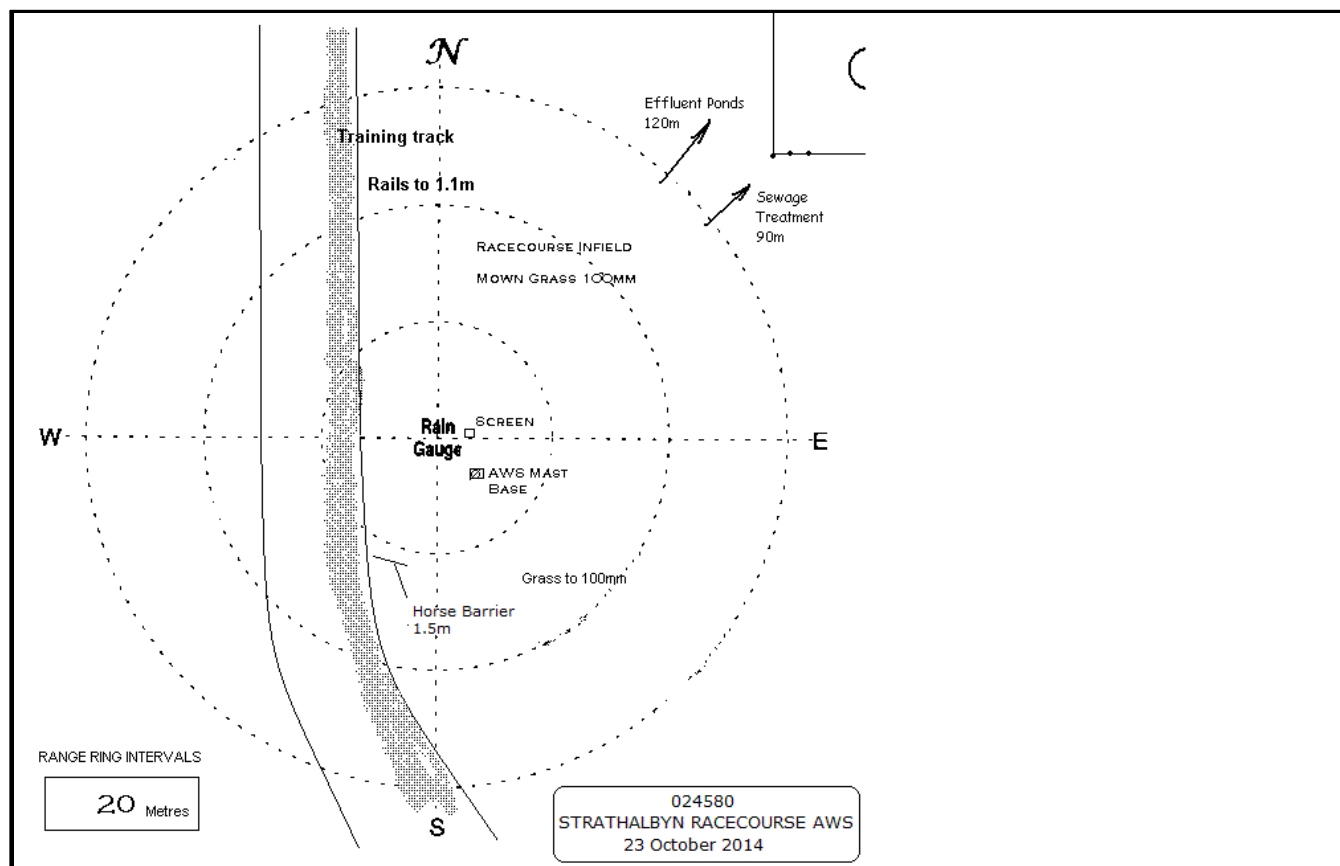 N
Effluent Ponds
120m
Training track
Rails to 1.1m
Sewage
Treatment
90m
RACECOURSE INFIELD
MOWN GRASS 100MM
W
Rain
Gauge
SCREEN
E
AWS MAST
BASE
Grass to 100mm
Horse Barrier
1.5m
RANGE RING INTERVALS
20 Metres
S
024580
STRATHALBYN RACECOURSE AWS
23 October 2014